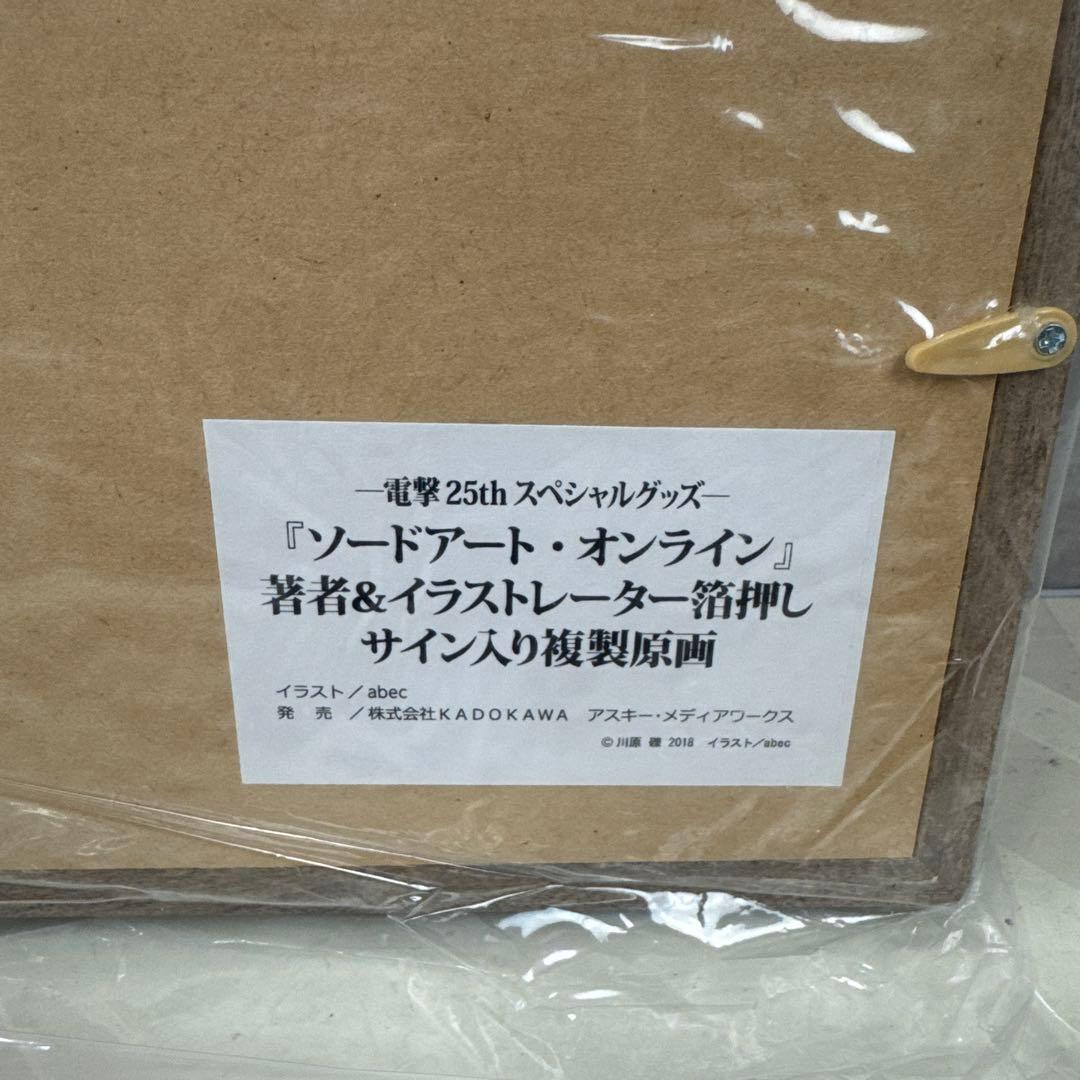 —電撃 25th スペシャルグッズ—
『ソードアート・オンライン』
著者&イラストレーター箔押し
サイン入り複製原画
イラスト／abec
発　売　／株式会社KADOKAWA　アスキー・メディアワークス
©川原 礫 2018　イラスト／abec